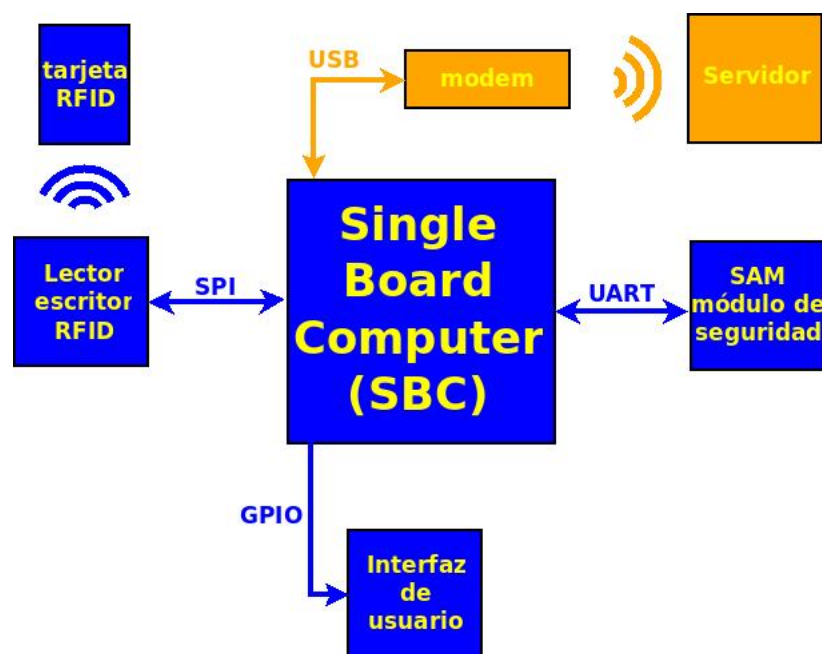 tarjeta
RFID
USB
modem
Servidor
Single
Board
Computer
(SBC)
Lector
escritor
RFID
SPI
UART
SAM
módulo de
seguridad
GPIO
Interfaz
de
usuario